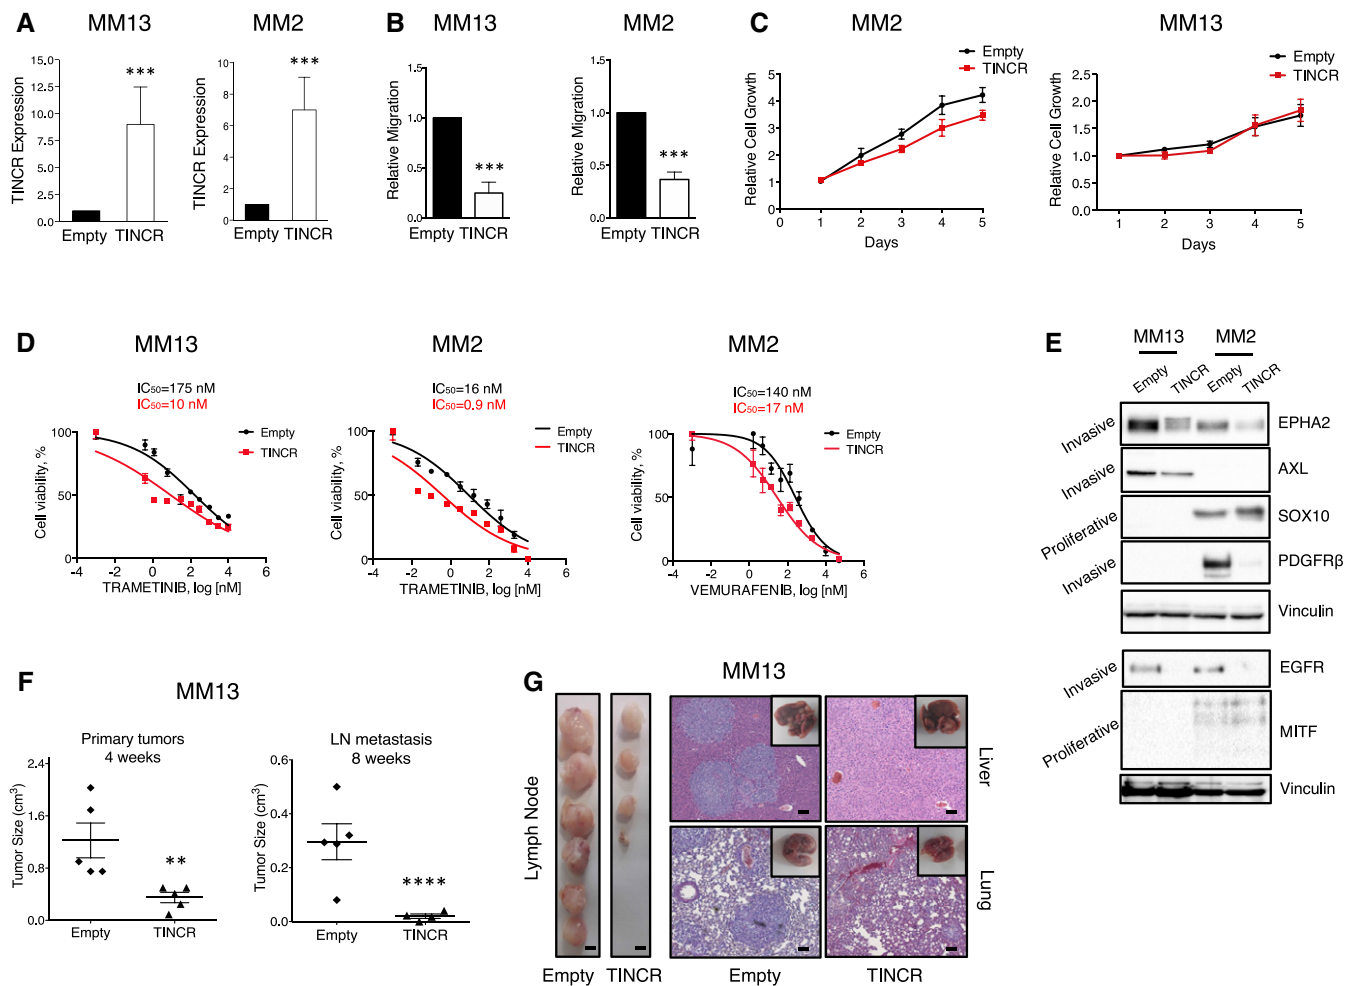 A
MM13
MM2
TINCR Expression
15.0
12.5
10.0
7.5
5.0
2.5
0.0
***
Empty TINCR
TINCR Expression
10
8
6
4
2
0
***
Empty TINCR
B
MM13
MM2
Relative Migration
1.5
1.0
0.5
0.0
***
Empty TINCR
Relative Migration
1.5
1.0
0.5
0.0
***
Empty TINCR
C
MM2
MM13
Empty
TINCR
Relative Cell Growth
5
4
3
2
1
0
0 1 2 3 4 5
Days
Empty
TINCR
Relative Cell Growth
2.5
2.0
1.5
1.0
0.5
0.0
1 2 3 4 5
Days
D
MM13
IC50=175 nM
IC50=10 nM
Empty
TINCR
Cell viability, %
100
50
0
-4 -2 0 2 4 6
TRAMETINIB, log [nM]
MM2
IC50=16 nM
IC50=0.9 nM
Empty
TINCR
Cell viability, %
100
50
0
-4 -2 0 2 4 6
TRAMETINIB, log [nM]
MM2
IC50=140 nM
IC50=17 nM
Empty
TINCR
Cell viability, %
100
50
0
-4 -2 0 2 4 6
VEMURAFENIB, log [nM]
E
MM13 MM2
Empty TINCR Empty TINCR
Invasive EPHA2
Invasive AXL
Proliferative SOX10
Invasive PDGFRβ
Vinculin
Invasive EGFR
Proliferative MITF
Vinculin
F
MM13
Primary tumors
4 weeks
Tumor Size (cm3)
2.4
1.6
0.8
0.0
**
Empty TINCR
LN metastasis
8 weeks
Tumor Size (cm3)
0.6
0.4
0.2
0.0
****
Empty TINCR
G
MM13
Lymph Node
Empty TINCR
Liver
Lung
Empty TINCR